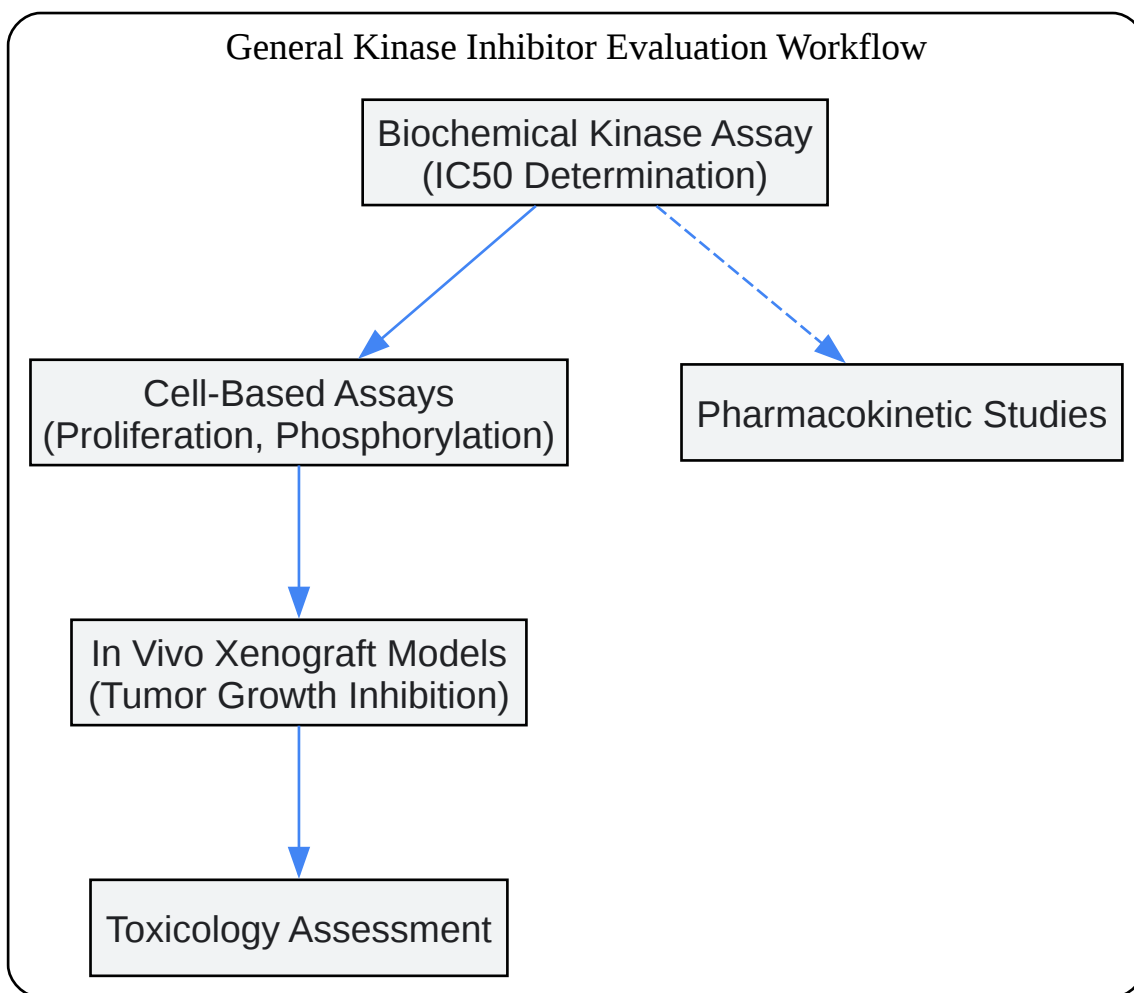 General Kinase Inhibitor Evaluation Workflow
Biochemical Kinase Assay
(IC50 Determination)
Cell-Based Assays
(Proliferation, Phosphorylation)
Pharmacokinetic Studies
In Vivo Xenograft Models
(Tumor Growth Inhibition)
Toxicology Assessment